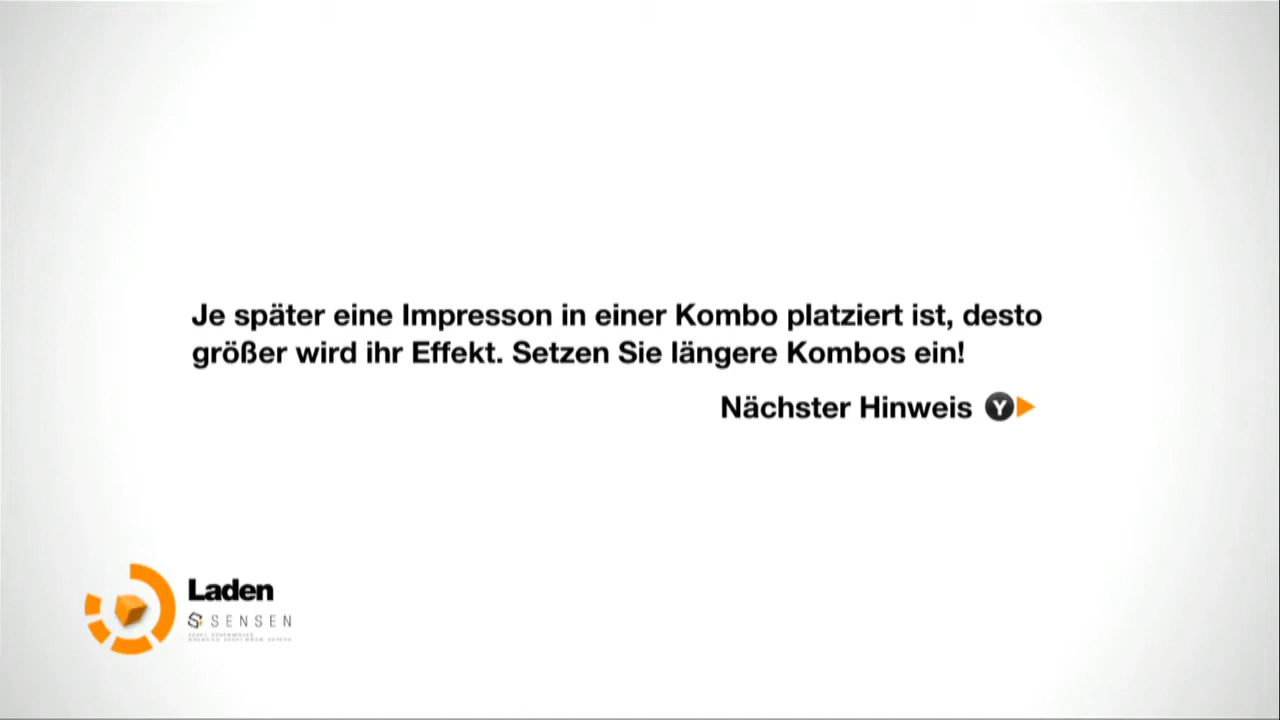 Je später eine Impresson in einer Kombo platziert ist, desto
größer wird ihr Effekt. Setzen Sie längere Kombos ein!
Nächster Hinweis Y
Laden
SENSEN